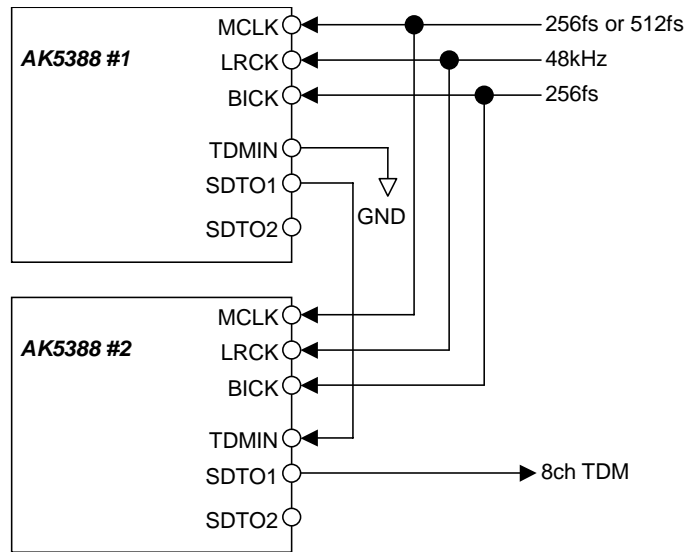 MCLK
256fs or 512fs
AK5388 #1
LRCK
48kHz
BICK
256fs
TDMIN
SDTO1
GND
SDTO2
MCLK
AK5388 #2
LRCK
BICK
TDMIN
SDTO1
8ch TDM
SDTO2